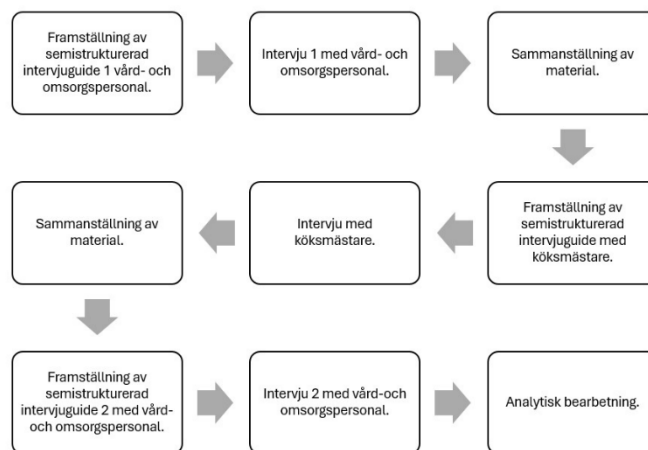 Framställning av
semistrukturerad
intervjuguide 1 vård- och
omsorgspersonal.
Intervju 1 med vård- och
omsorgspersonal.
Sammanställning av
material.
Framställning av
semistrukturerad
intervjuguide med
köksmästare.
Intervju med
köksmästare.
Sammanställning av
material.
Framställning av
semistrukturerad
intervjuguide 2 med vård-
och omsorgspersonal.
Intervju 2 med vård-och
omsorgspersonal.
Analytisk bearbetning.